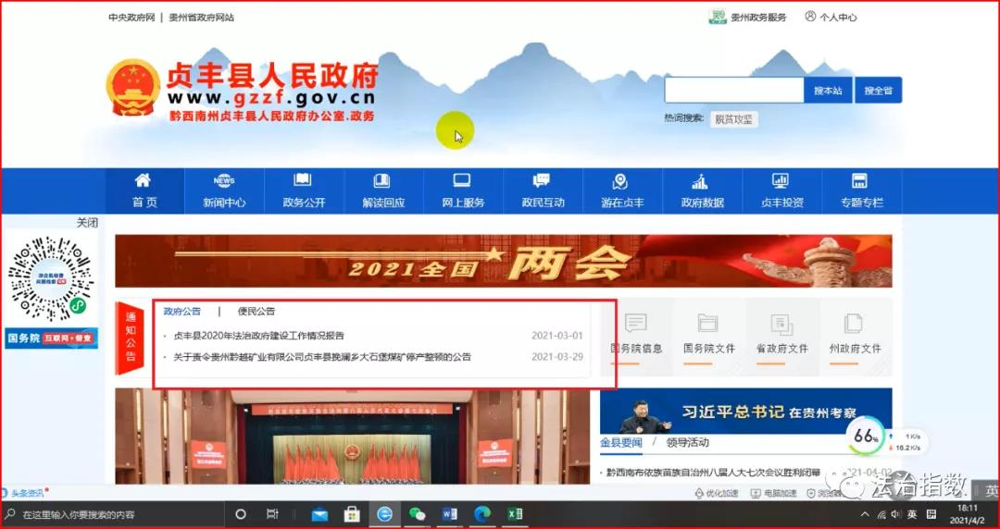 中央政府网 | 贵州省政府网站
贵州政务服务 个人中心
贞丰县人民政府
www.gzzf.gov.cn
黔西南州贞丰县人民政府办公室.政务
搜本站 搜全省
热词搜索: 脱贫攻坚
首 页 新闻中心 政务公开 解读回应 网上服务 政民互动 游在贞丰 政府数据 贞丰投资 专题专栏
NEWS
关闭
国务院 互联网+督查
2021全国两会
通知公告
政府公告 | 便民公告
· 贞丰县2020年法治政府建设工作情况报告 2021-03-01
· 关于责令贵州黔越矿业有限公司贞丰县挽澜乡大石堡煤矿停产整顿的公告 2021-03-29
国务院信息 国务院文件 省政府文件 州政府文件
习近平总书记 在贵州考察
金县要闻 / 领导活动
· 黔西南布依族苗族自治州八届人大七次会议胜利闭幕 2021-04-02
66%
1K/s
16.2K/s
头条资讯
优化加速 电脑加速
法治指数
英
在这里输入你要搜索的内容
英
18:11
2021/4/2